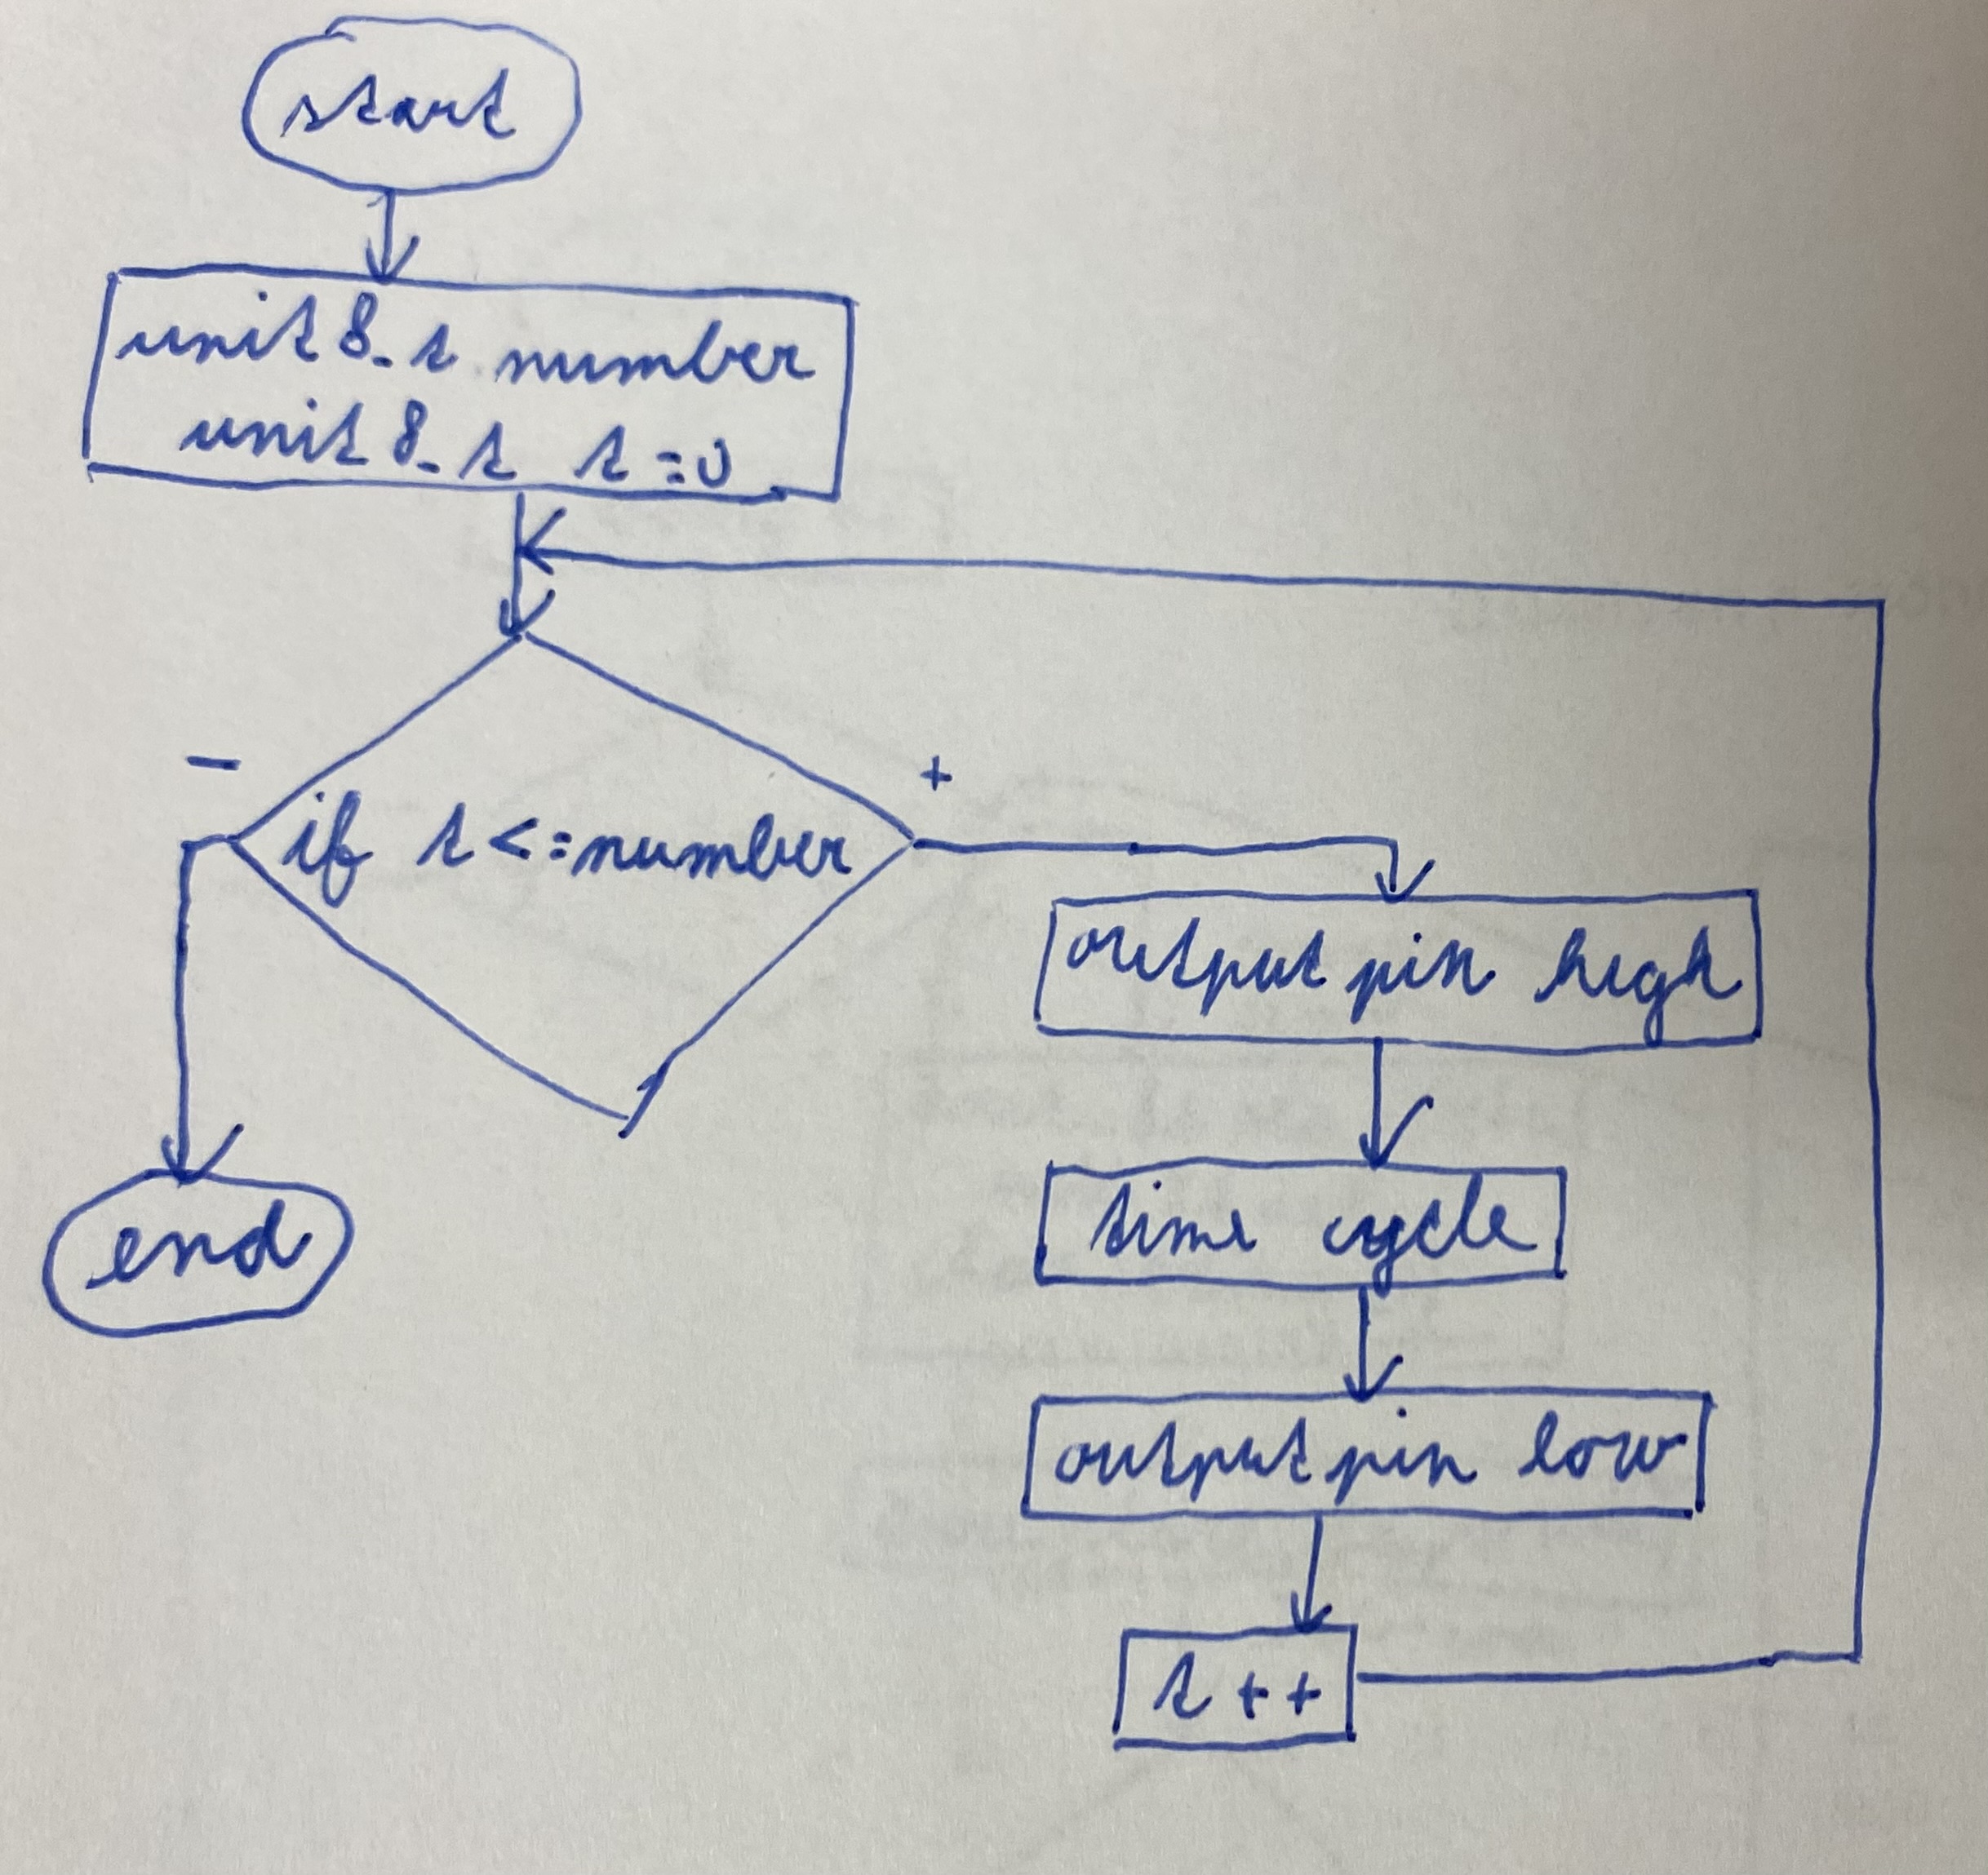 start
unit8_t number
unit8_t t=0
-
+
if t<=number
output pin high
time cycle
end
output pin low
t++